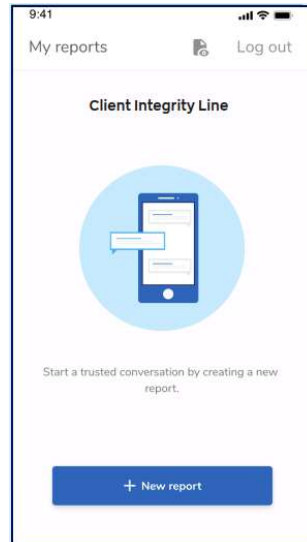 9:41
My reports Log out
Client Integrity Line
Start a trusted conversation by creating a new
report.
+ New report